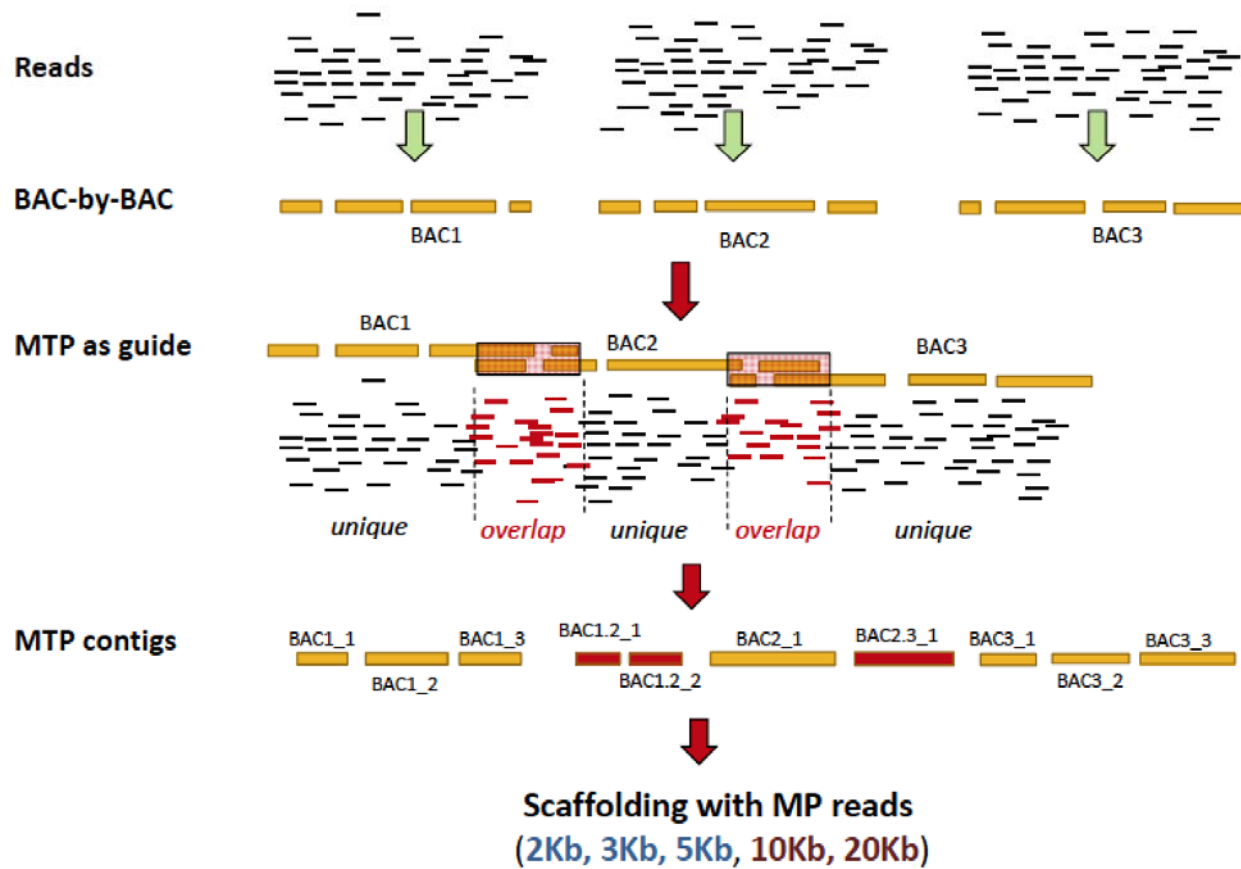 Reads
BAC-by-BAC
BAC1
BAC2
BAC3
MTP as guide
BAC1
BAC2
BAC3
unique
overlap
unique
overlap
unique
MTP contigs
BAC1_1
BAC1_2
BAC1_3
BAC1.2_1
BAC1.2_2
BAC2_1
BAC2.3_1
BAC3_1
BAC3_2
BAC3_3
Scaffolding with MP reads
(2Kb, 3Kb, 5Kb, 10Kb, 20Kb)